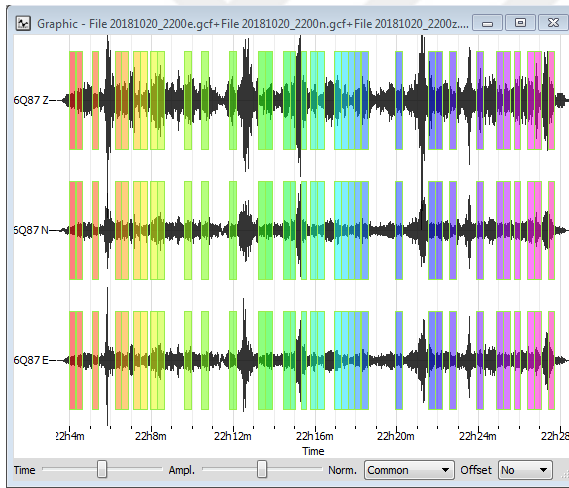 Graphic - File 20181020_2200e.gcf+File 20181020_2200n.gcf+File 20181020_2200z....
6Q87 Z
6Q87 N
6Q87 E
22h4m 22h8m 22h12m 22h16m 22h20m 22h24m 22h28
Time
Time Ampl. Norm. Common Offset No